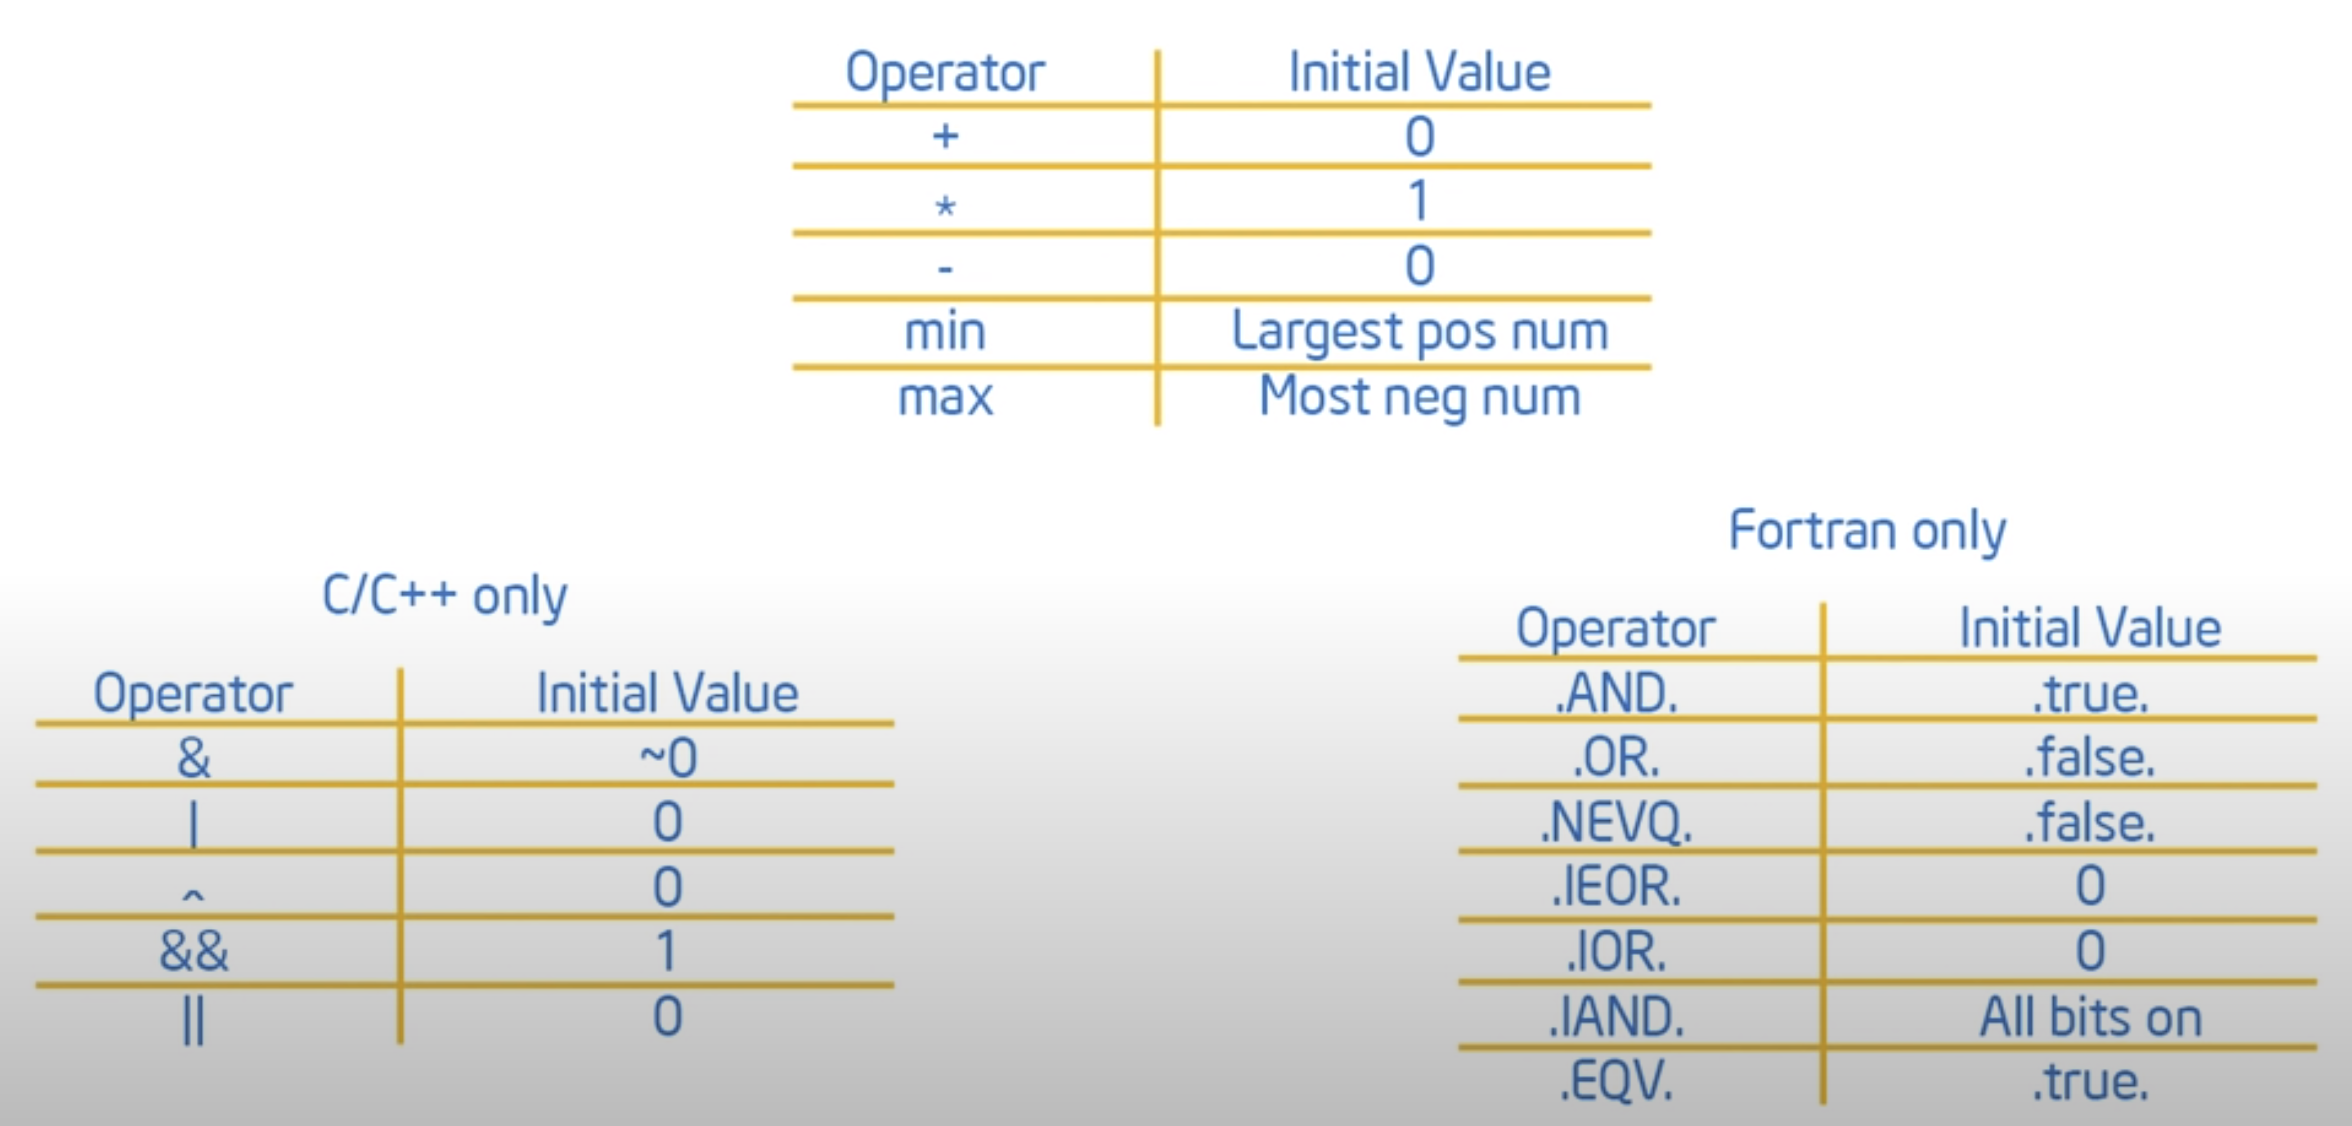 Operator Initial Value
+ 0
* 1
- 0
min Largest pos num
max Most neg num
C/C++ only
Operator Initial Value
& ~0
| 0
^ 0
&& 1
|| 0
Fortran only
Operator Initial Value
.AND. .true.
.OR. .false.
.NEVQ. .false.
.IEOR. 0
.IOR. 0
.IAND. All bits on
.EQV. .true.